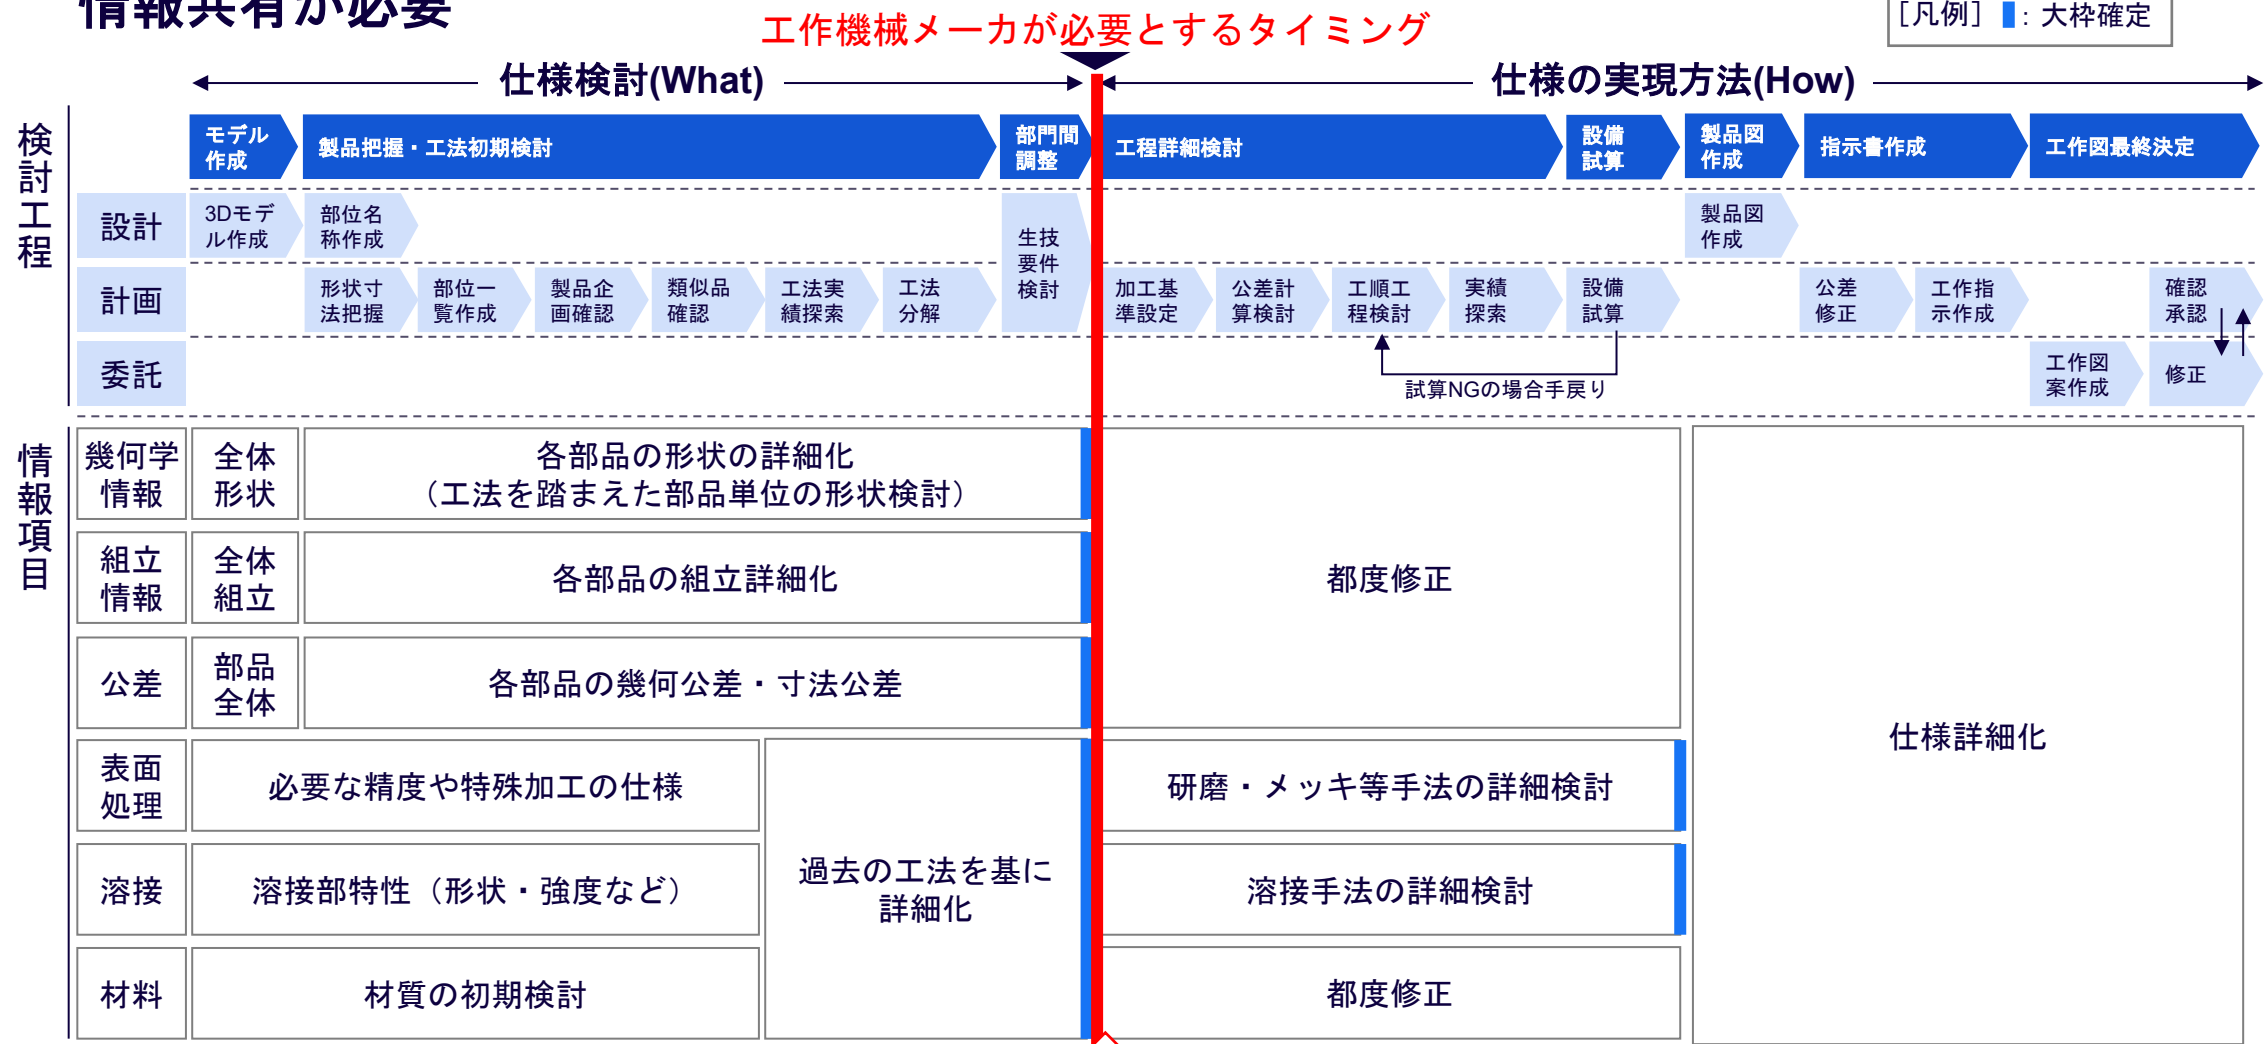 情報共有が必要
工作機械メーカが必要とするタイミング
［凡例］ : 大枠確定
仕様検討(What)
仕様の実現方法(How)
検討工程
モデル
作成
製品把握・工法初期検討
部門間
調整
工程詳細検討
設備
試算
製品図
作成
指示書作成
工作図最終決定
設計
3Dモデ
ル作成
部位名
称作成
生技
要件
検討
製品図
作成
計画
形状寸
法把握
部位一
覧作成
製品企
画確認
類似品
確認
工法実
績探索
工法
分解
加工基
準設定
公差計
算検討
工順工
程検討
実績
探索
設備
試算
公差
修正
工作指
示作成
確認
承認
委託
試算NGの場合手戻り
工作図
案作成
修正
情報項目
幾何学
情報
全体
形状
各部品の形状の詳細化
（工法を踏まえた部品単位の形状検討）
組立
情報
全体
組立
各部品の組立詳細化
都度修正
公差
部品
全体
各部品の幾何公差・寸法公差
表面
処理
必要な精度や特殊加工の仕様
過去の工法を基に
詳細化
研磨・メッキ等手法の詳細検討
仕様詳細化
溶接
溶接部特性（形状・強度など）
溶接手法の詳細検討
材料
材質の初期検討
都度修正